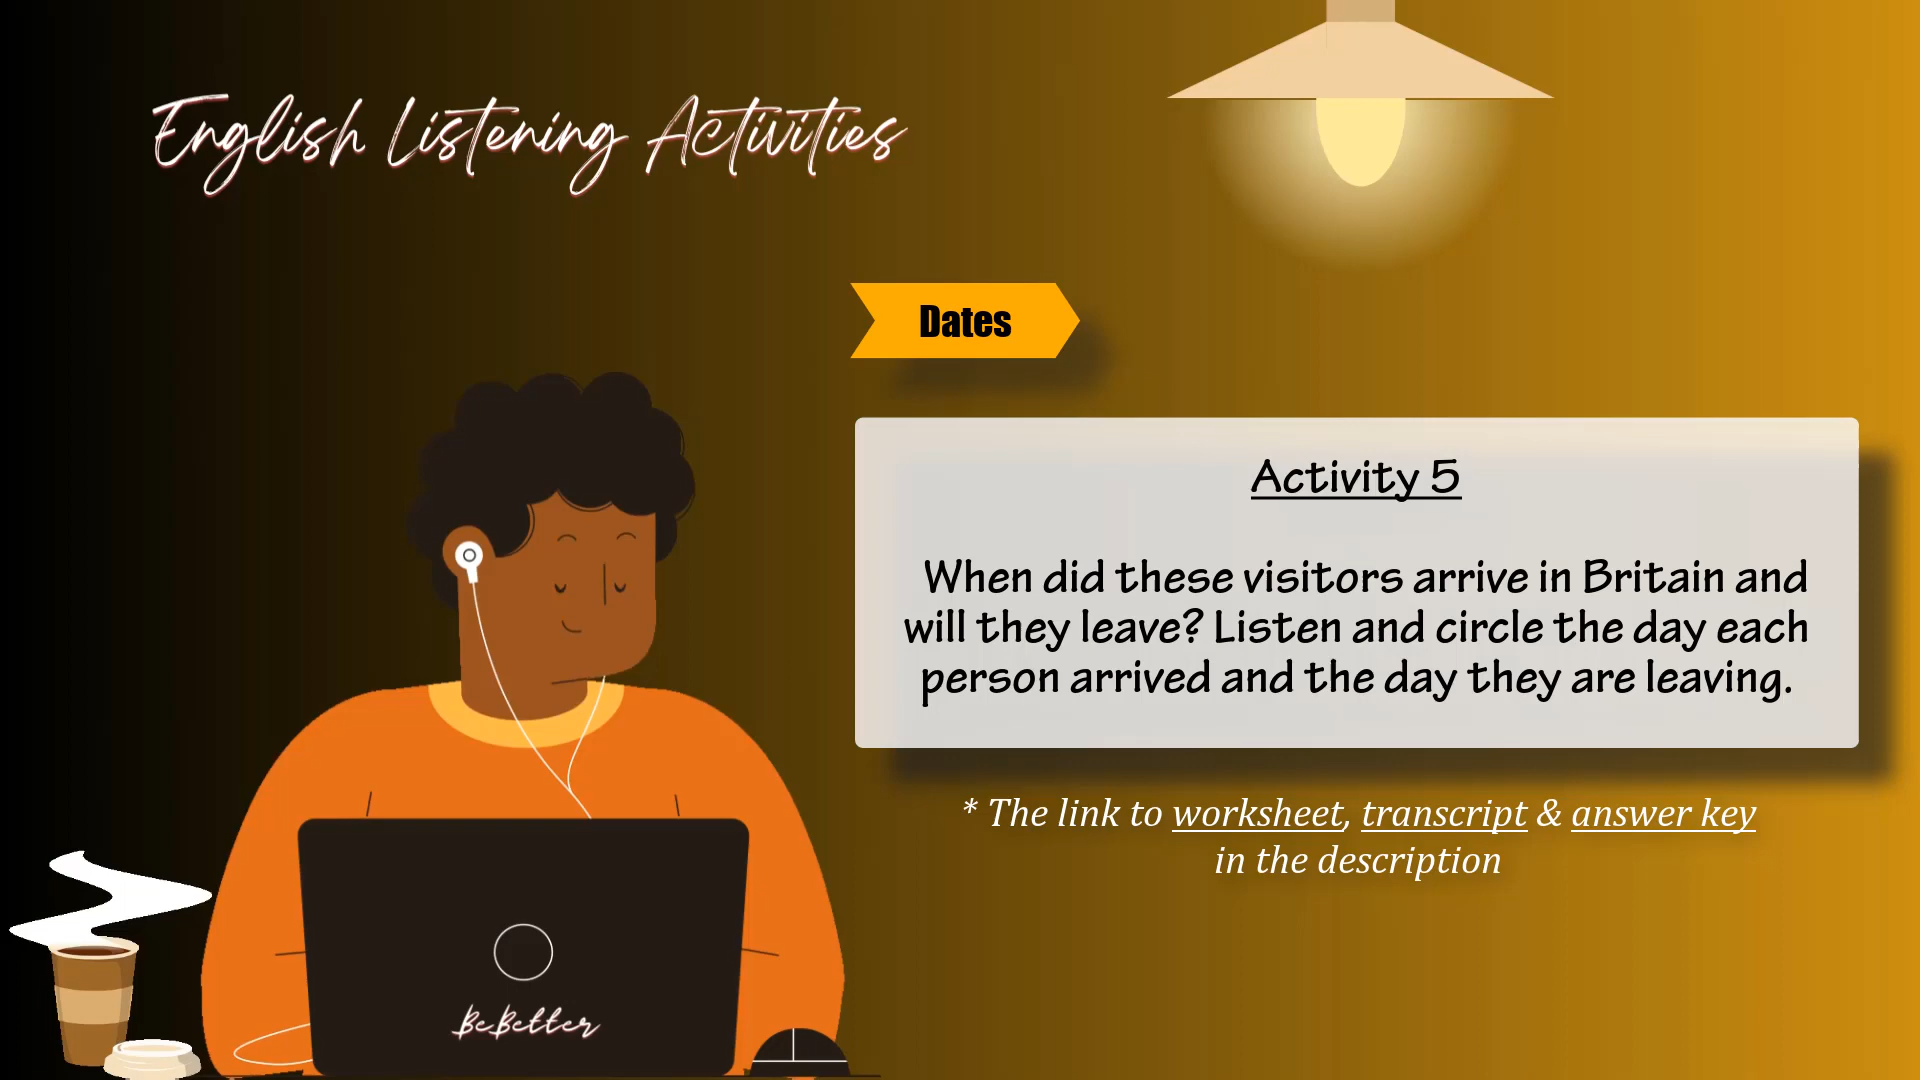 English Listening Activities
Dates
Activity 5
When did these visitors arrive in Britain and
will they leave? Listen and circle the day each
person arrived and the day they are leaving.
* The link to worksheet, transcript & answer key
in the description
BeBetter